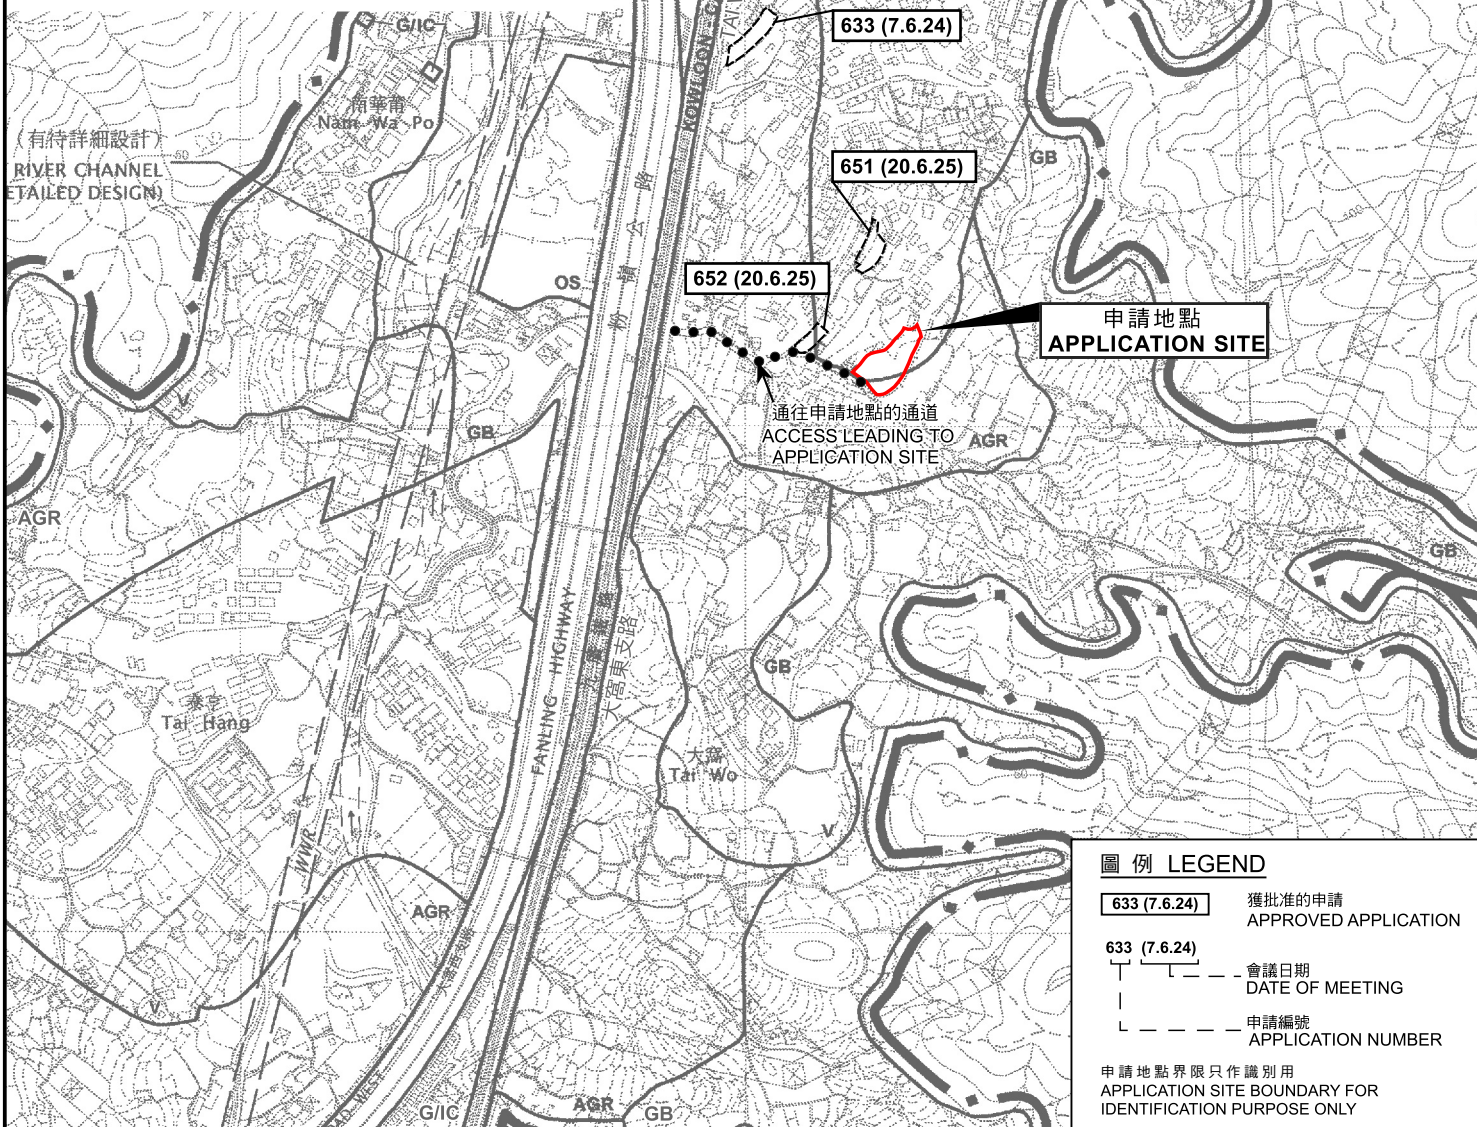 G/IC
633 (7.6.24)
KOWLOON - C
南華莆
Nam Wa Po
(有待詳細設計)
RIVER CHANNEL
ETAILED DESIGN)
GB
651 (20.6.25)
粉嶺公路
OS
652 (20.6.25)
申請地點
APPLICATION SITE
V
通往申請地點的通道
ACCESS LEADING TO
APPLICATION SITE
GB
AGR
AGR
GB
FANLING HIGHWAY
大窩東支路
GB
泰亨
Tai Hang
大窩
Tai Wo
V
WWR
AGR
V
G/IC
AGR
GB
圖例 LEGEND
633 (7.6.24)
獲批准的申請
APPROVED APPLICATION
633 (7.6.24)
會議日期
DATE OF MEETING
申請編號
APPLICATION NUMBER
申請地點界限只作識別用
APPLICATION SITE BOUNDARY FOR
IDENTIFICATION PURPOSE ONLY